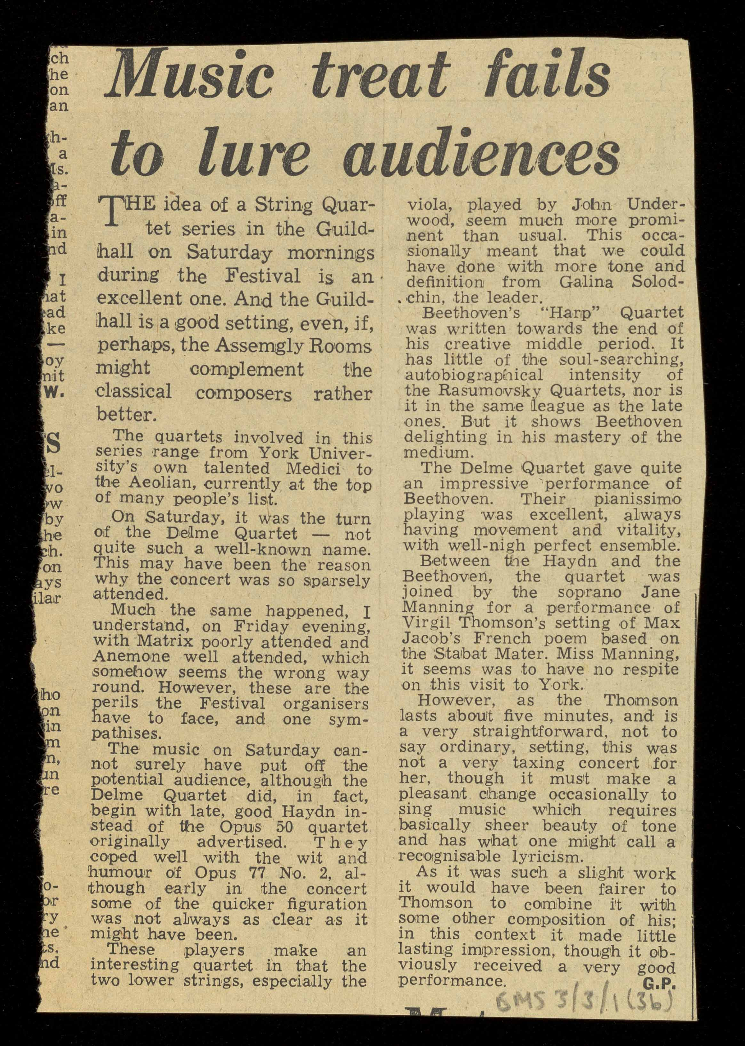 Music treat fails
to lure audiences
THE idea of a String Quar-
tet series in the Guild-
hall on Saturday mornings
during the Festival is an
excellent one. And the Guild-
hall is a good setting, even, if,
perhaps, the Assemgly Rooms
might complement the
classical composers rather
better.
The quartets involved in this
series range from York Univer-
sity's own talented Medici to
the Aeolian, currently at the top
of many people's list.
On Saturday, it was the turn
of the Delme Quartet — not
quite such a well-known name.
This may have been the reason
why the concert was so sparsely
attended.
Much the same happened, I
understand, on Friday evening,
with Matrix poorly attended and
Anemone well attended, which
somehow seems the wrong way
round. However, these are the
perils the Festival organisers
have to face, and one sym-
pathises.
The music on Saturday can-
not surely have put off the
potential audience, although the
Delme Quartet did, in fact,
begin with late, good Haydn in-
stead of the Opus 50 quartet
originally advertised. They
coped well with the wit and
humour of Opus 77 No. 2, al-
though early in the concert
some of the quicker figuration
was not always as clear as it
might have been.
These players make an
interesting quartet in that the
two lower strings, especially the
viola, played by John Under-
wood, seem much more promi-
nent than usual. This occa-
sionally meant that we could
have done with more tone and
definition from Galina Solod-
chin, the leader.
Beethoven's "Harp" Quartet
was written towards the end of
his creative middle period. It
has little of the soul-searching,
autobiographical intensity of
the Rasumovsky Quartets, nor is
it in the same league as the late
ones. But it shows Beethoven
delighting in his mastery of the
medium.
The Delme Quartet gave quite
an impressive performance of
Beethoven. Their pianissimo
playing was excellent, always
having movement and vitality,
with well-nigh perfect ensemble.
Between the Haydn and the
Beethoven, the quartet was
joined by the soprano Jane
Manning for a performance of
Virgil Thomson's setting of Max
Jacob's French poem based on
the Stabat Mater. Miss Manning,
it seems was to have no respite
on this visit to York.
However, as the Thomson
lasts about five minutes, and is
a very straightforward, not to
say ordinary, setting, this was
not a very taxing concert for
her, though it must make a
pleasant change occasionally to
sing music which requires
basically sheer beauty of tone
and has what one might call a
recognisable lyricism.
As it was such a slight work
it would have been fairer to
Thomson to combine it with
some other composition of his;
in this context it made little
lasting impression, though it ob-
viously received a very good
performance. G.P.
GMS 3/3/1(36)